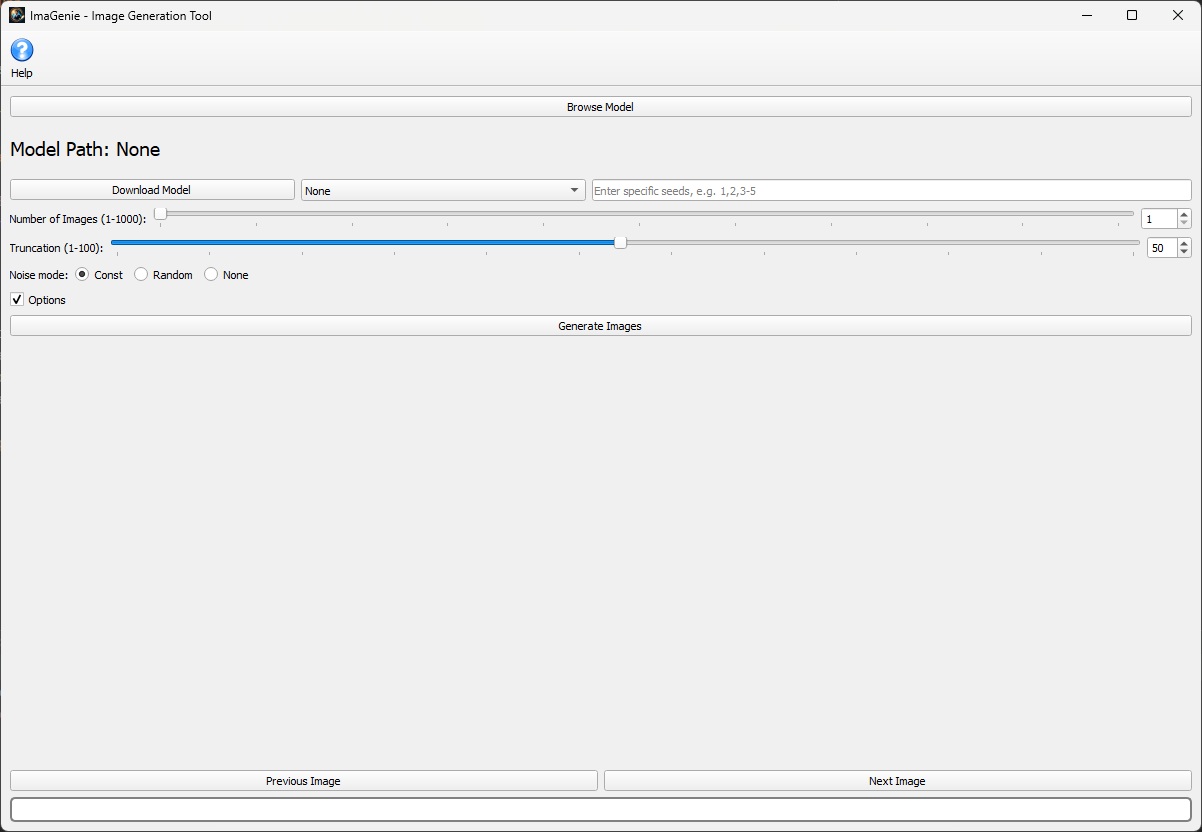 ImaGenie - Image Generation Tool
Help
Browse Model
Model Path: None
Download Model None Enter specific seeds, e.g. 1,2,3-5
Number of Images (1-1000): 1
Truncation (1-100): 50
Noise mode: Const Random None
Options
Generate Images
Previous Image Next Image